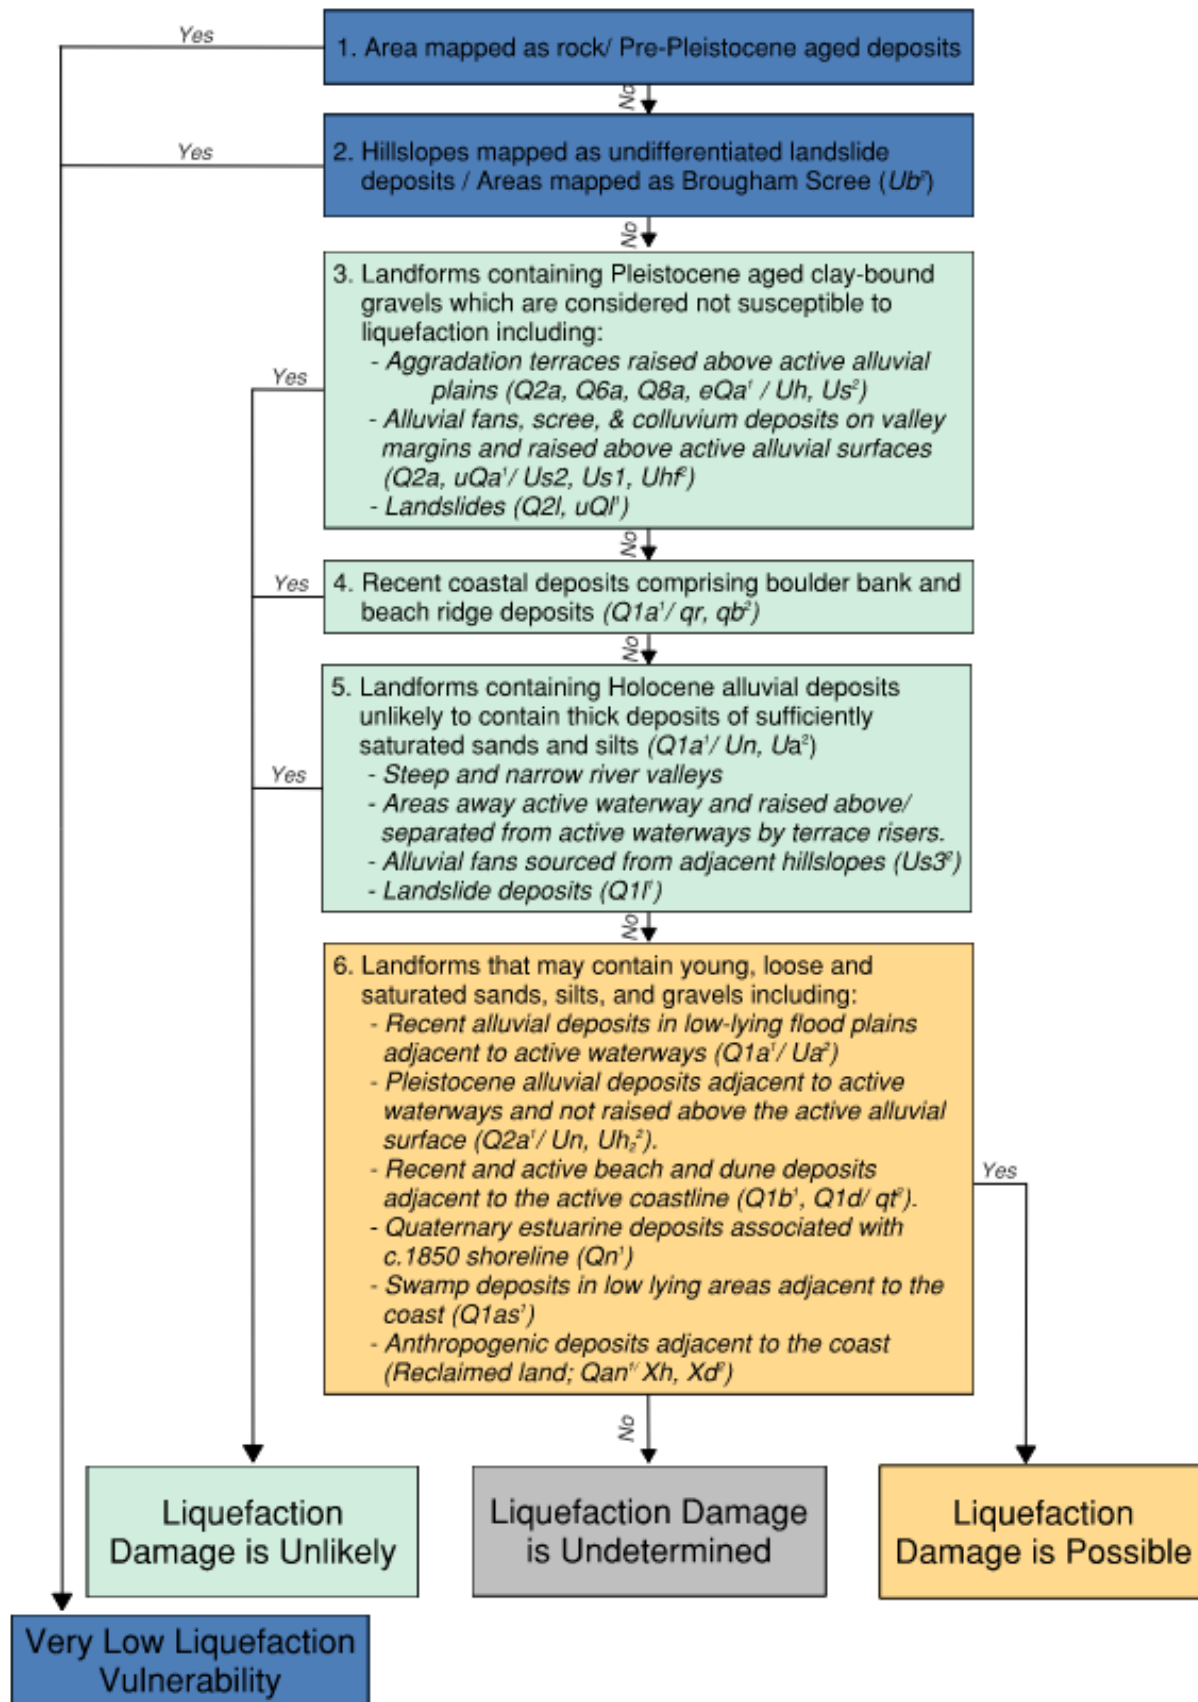 Yes
1. Area mapped as rock/ Pre-Pleistocene aged deposits
No
Yes
2. Hillslopes mapped as undifferentiated landslide
deposits / Areas mapped as Brougham Scree (Ub²)
No
3. Landforms containing Pleistocene aged clay-bound
gravels which are considered not susceptible to
liquefaction including:
- Aggradation terraces raised above active alluvial
plains (Q2a, Q6a, Q8a, eQa¹ / Uh, Us²)
- Alluvial fans, scree, & colluvium deposits on valley
margins and raised above active alluvial surfaces
(Q2a, uQa¹/ Us2, Us1, Uhf²)
- Landslides (Q2l, uQl¹)
Yes
No
Yes
4. Recent coastal deposits comprising boulder bank and
beach ridge deposits (Q1a¹/ qr, qb²)
No
5. Landforms containing Holocene alluvial deposits
unlikely to contain thick deposits of sufficiently
saturated sands and silts (Q1a¹/ Un, Ua²)
- Steep and narrow river valleys
- Areas away active waterway and raised above/
separated from active waterways by terrace risers.
- Alluvial fans sourced from adjacent hillslopes (Us3²)
- Landslide deposits (Q1l¹)
Yes
No
6. Landforms that may contain young, loose and
saturated sands, silts, and gravels including:
- Recent alluvial deposits in low-lying flood plains
adjacent to active waterways (Q1a¹/ Ua²)
- Pleistocene alluvial deposits adjacent to active
waterways and not raised above the active alluvial
surface (Q2a¹/ Un, Uh₂²).
- Recent and active beach and dune deposits
adjacent to the active coastline (Q1b¹, Q1d/ qt²).
- Quaternary estuarine deposits associated with
c.1850 shoreline (Qn¹)
- Swamp deposits in low lying areas adjacent to the
coast (Q1as¹)
- Anthropogenic deposits adjacent to the coast
(Reclaimed land; Qan¹/ Xh, Xd²)
Yes
No
Liquefaction
Damage is Unlikely
Liquefaction Damage
is Undetermined
Liquefaction
Damage is Possible
Very Low Liquefaction
Vulnerability